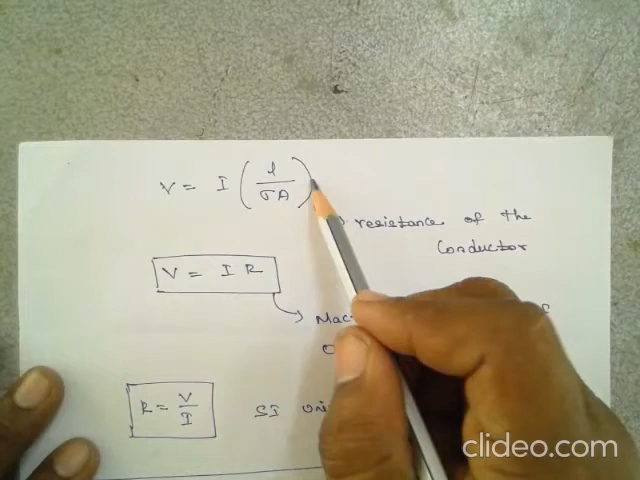 V = I (l / σA)
resistance of the
Conductor
V = I R
R = V / I
SI
clideo.com